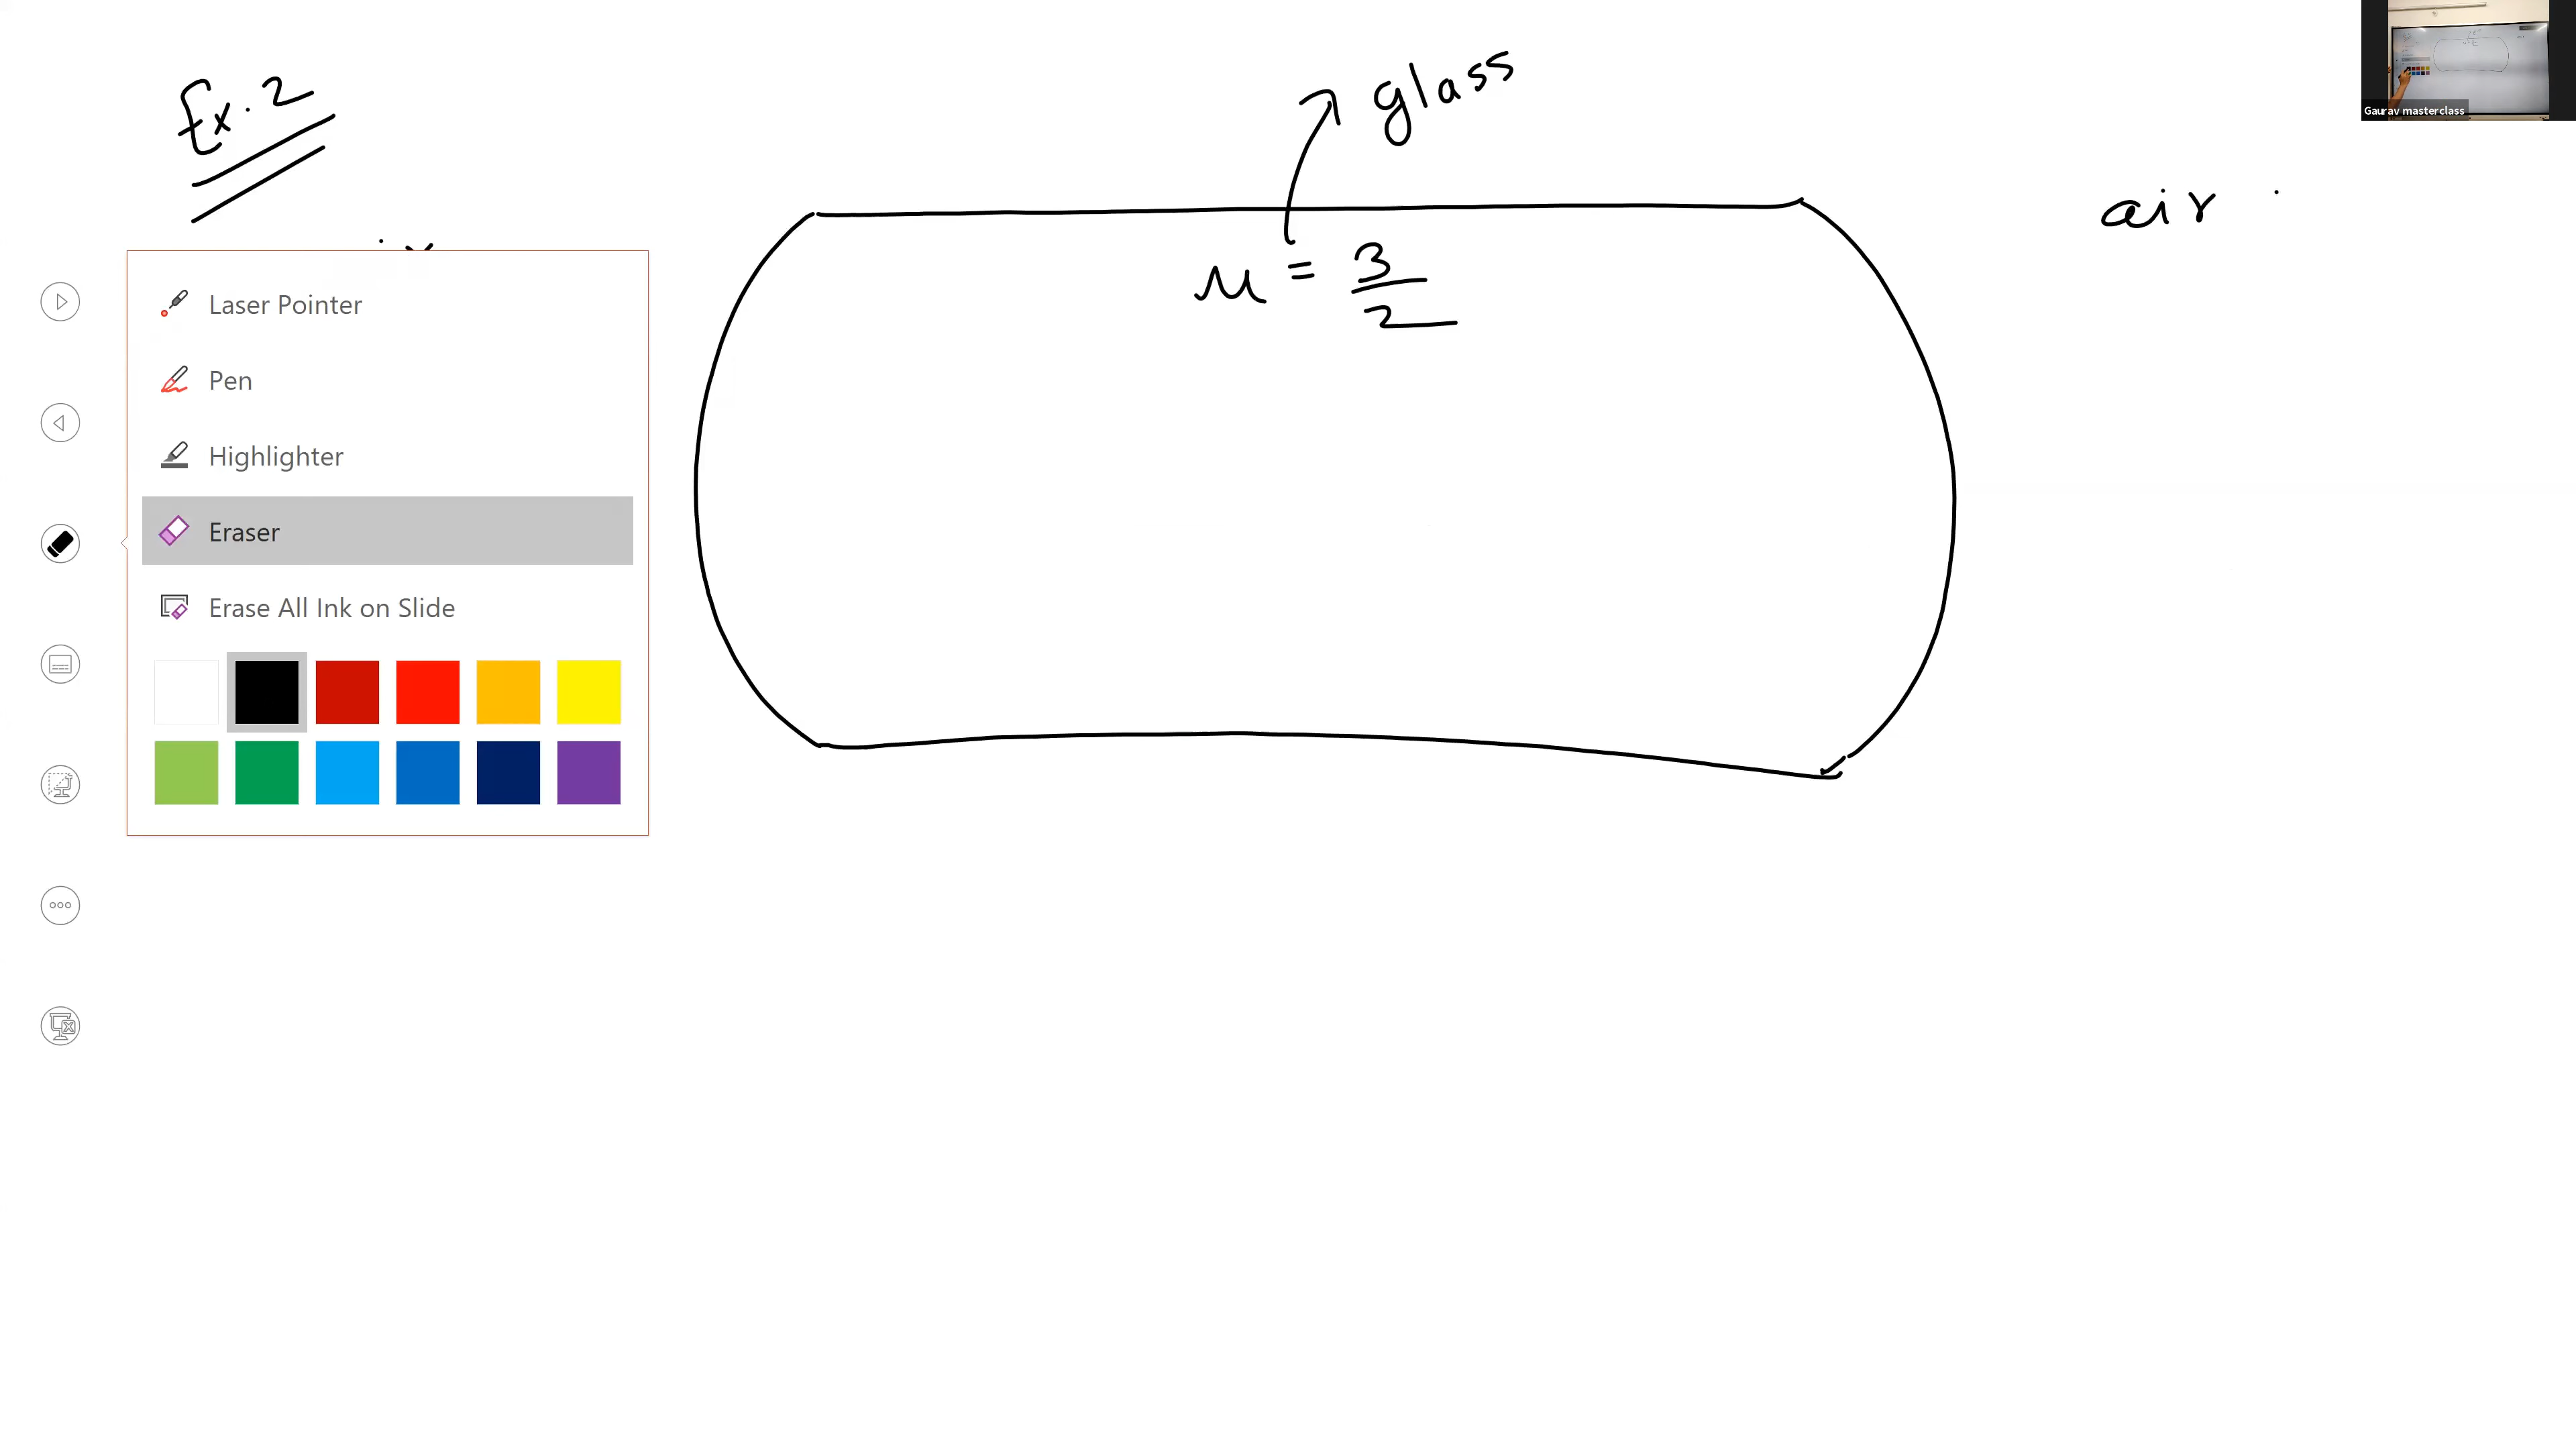 Ex. 2
glass
air
μ = 3/2
Laser Pointer
Pen
Highlighter
Eraser
Erase All Ink on Slide
Gaurav masterclass